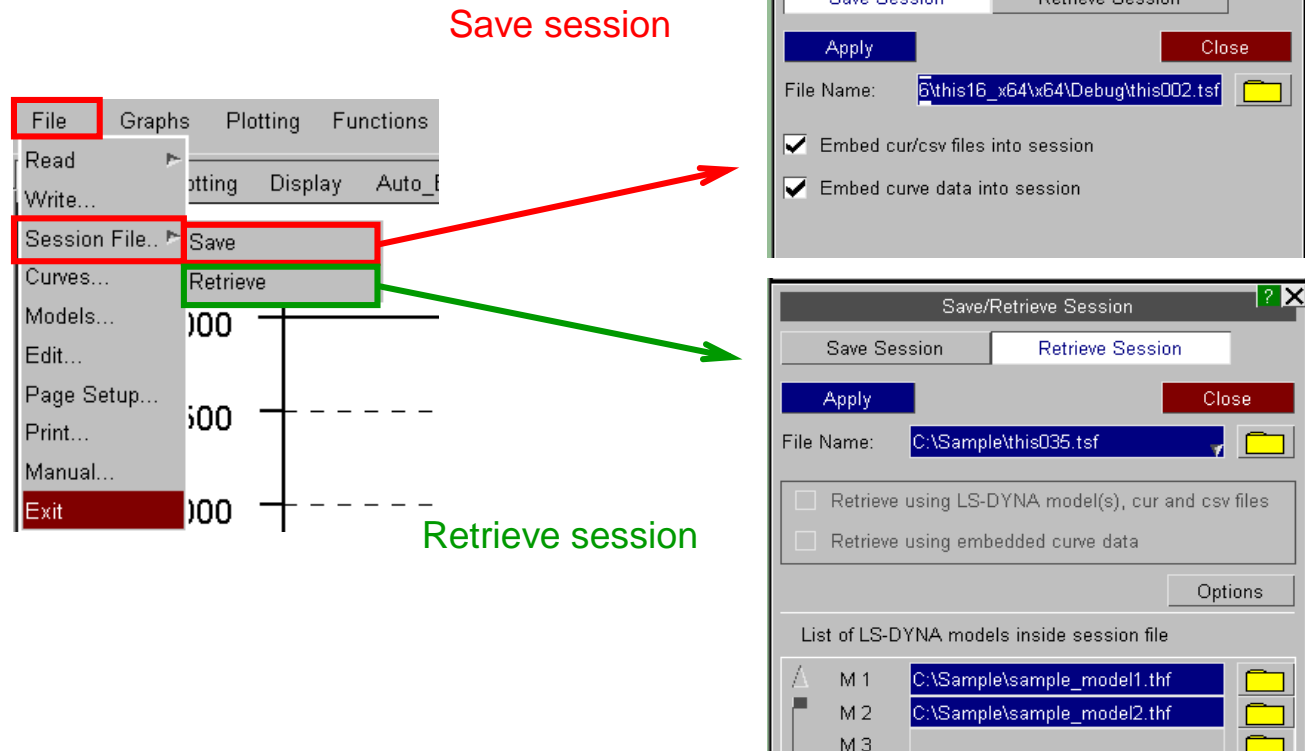 Save session
Save Session Retrieve Session
Apply Close
File Name: 6\this16_x64\x64\Debug\this002.tsf
Embed cur/csv files into session
Embed curve data into session
File Graphs Plotting Functions
Read
otting Display Auto_
Write...
Session File..
Save
Curves...
Retrieve
Models...
000
Edit...
Page Setup...
500
Print...
Manual...
Exit
000
Retrieve session
Save/Retrieve Session ? X
Save Session Retrieve Session
Apply Close
File Name: C:\Sample\this035.tsf
Retrieve using LS-DYNA model(s), cur and csv files
Retrieve using embedded curve data
Options
List of LS-DYNA models inside session file
M 1 C:\Sample\sample_model1.thf
M 2 C:\Sample\sample_model2.thf
M 3